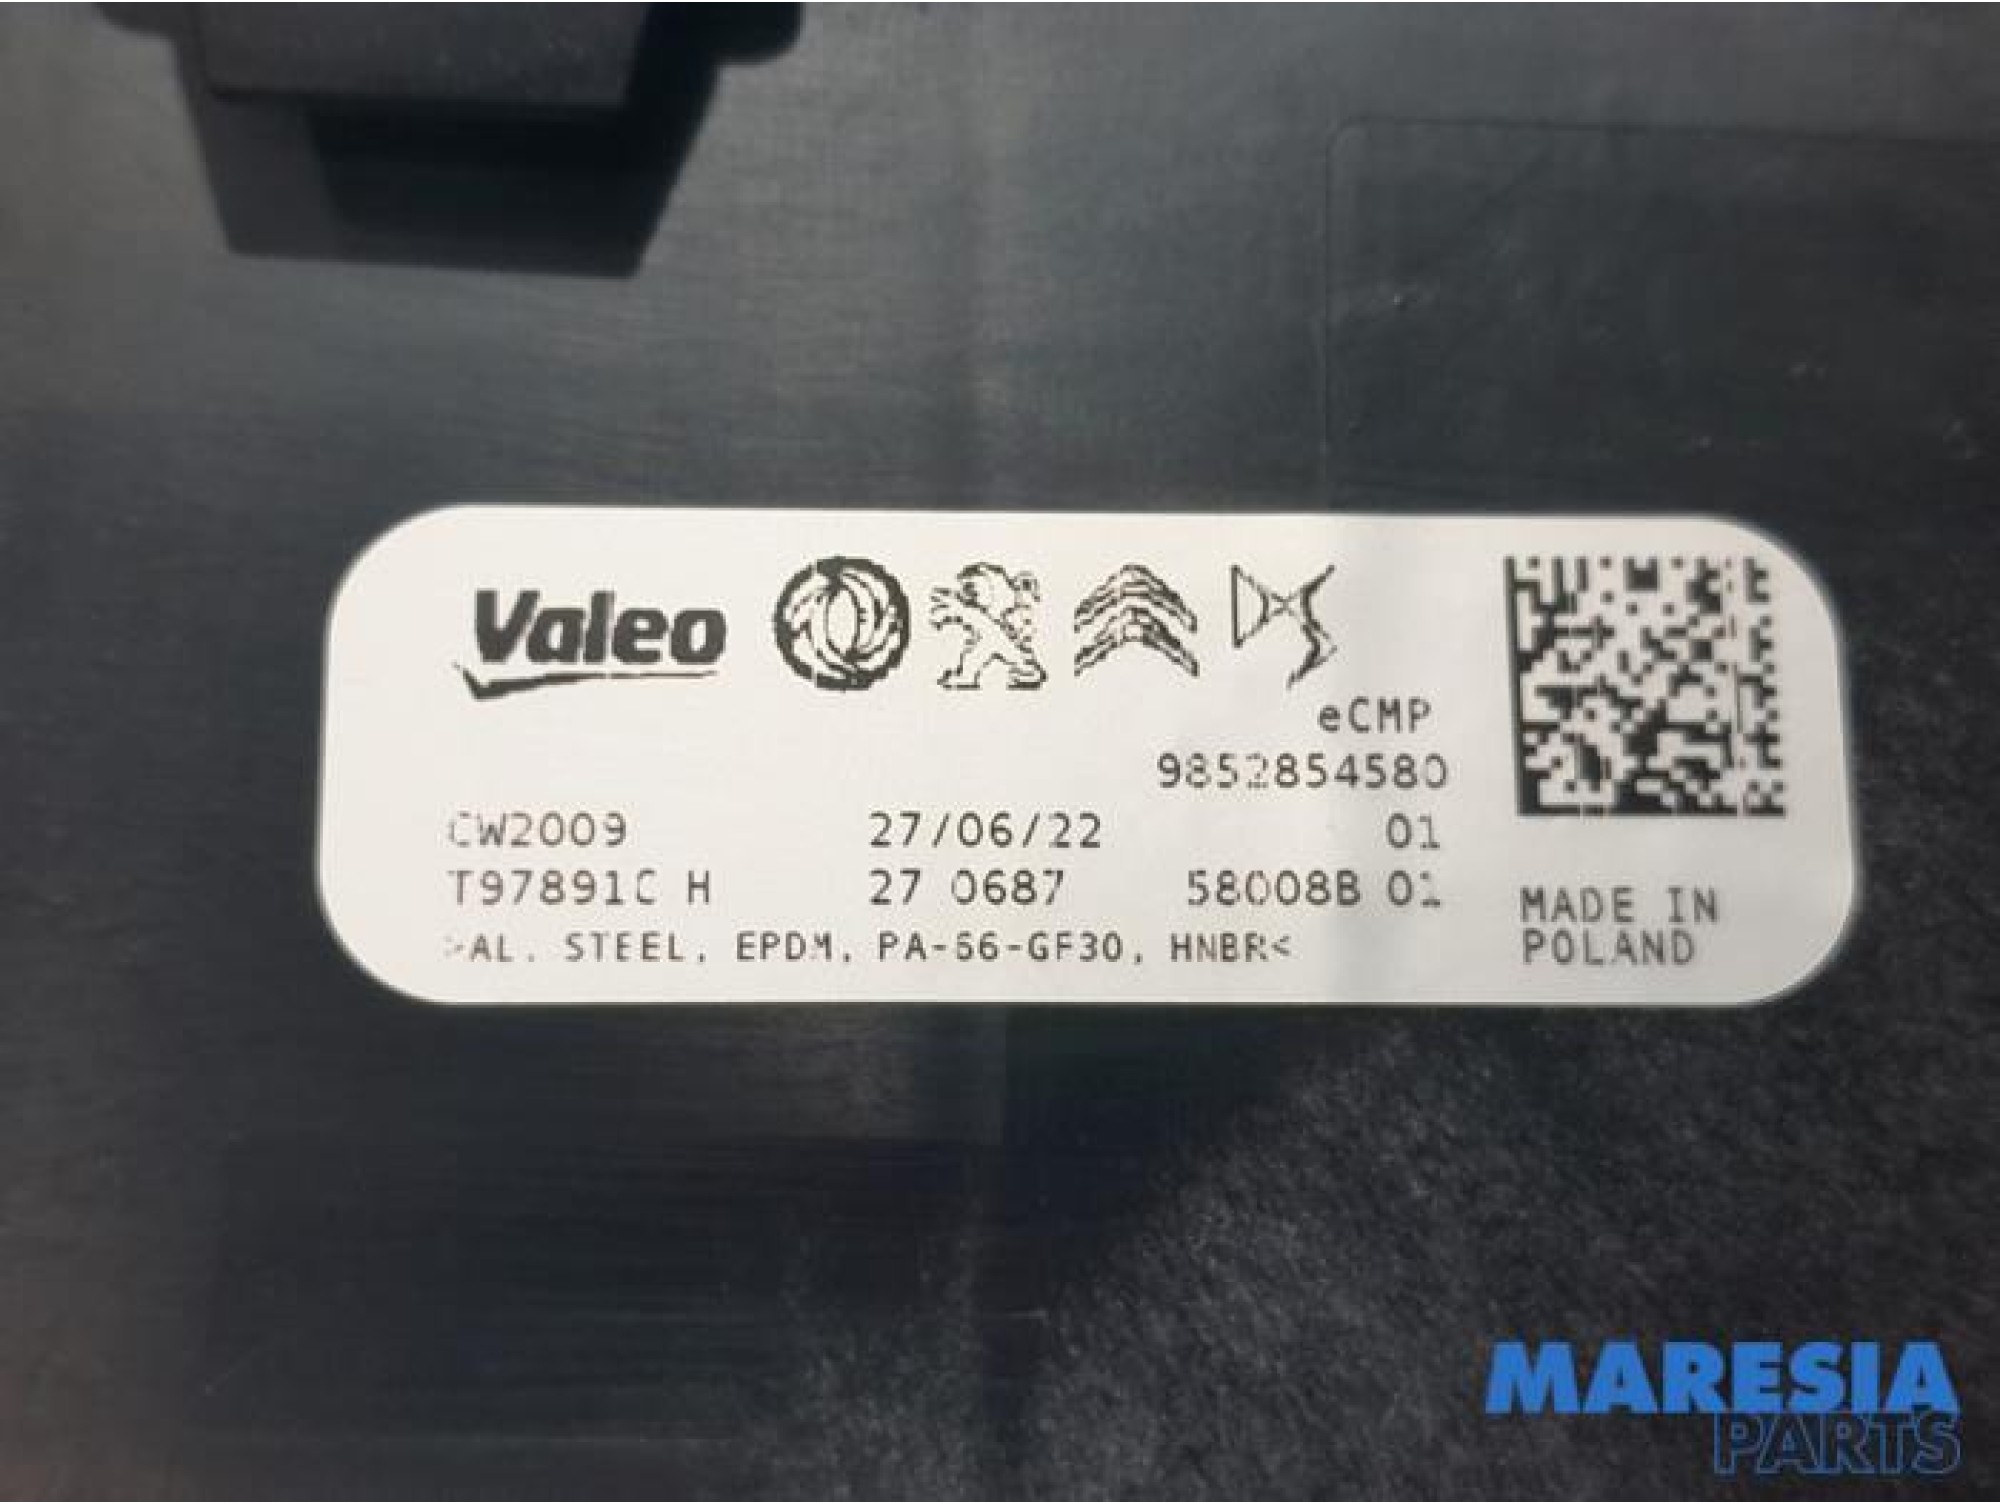 Valeo
eCMP
9852854580
CW2009 27/06/22 01
T97891C H 27 0687 58008B 01
>AL. STEEL, EPDM, PA-66-GF30, HNBR<
MADE IN
POLAND
MARESIA
PARTS